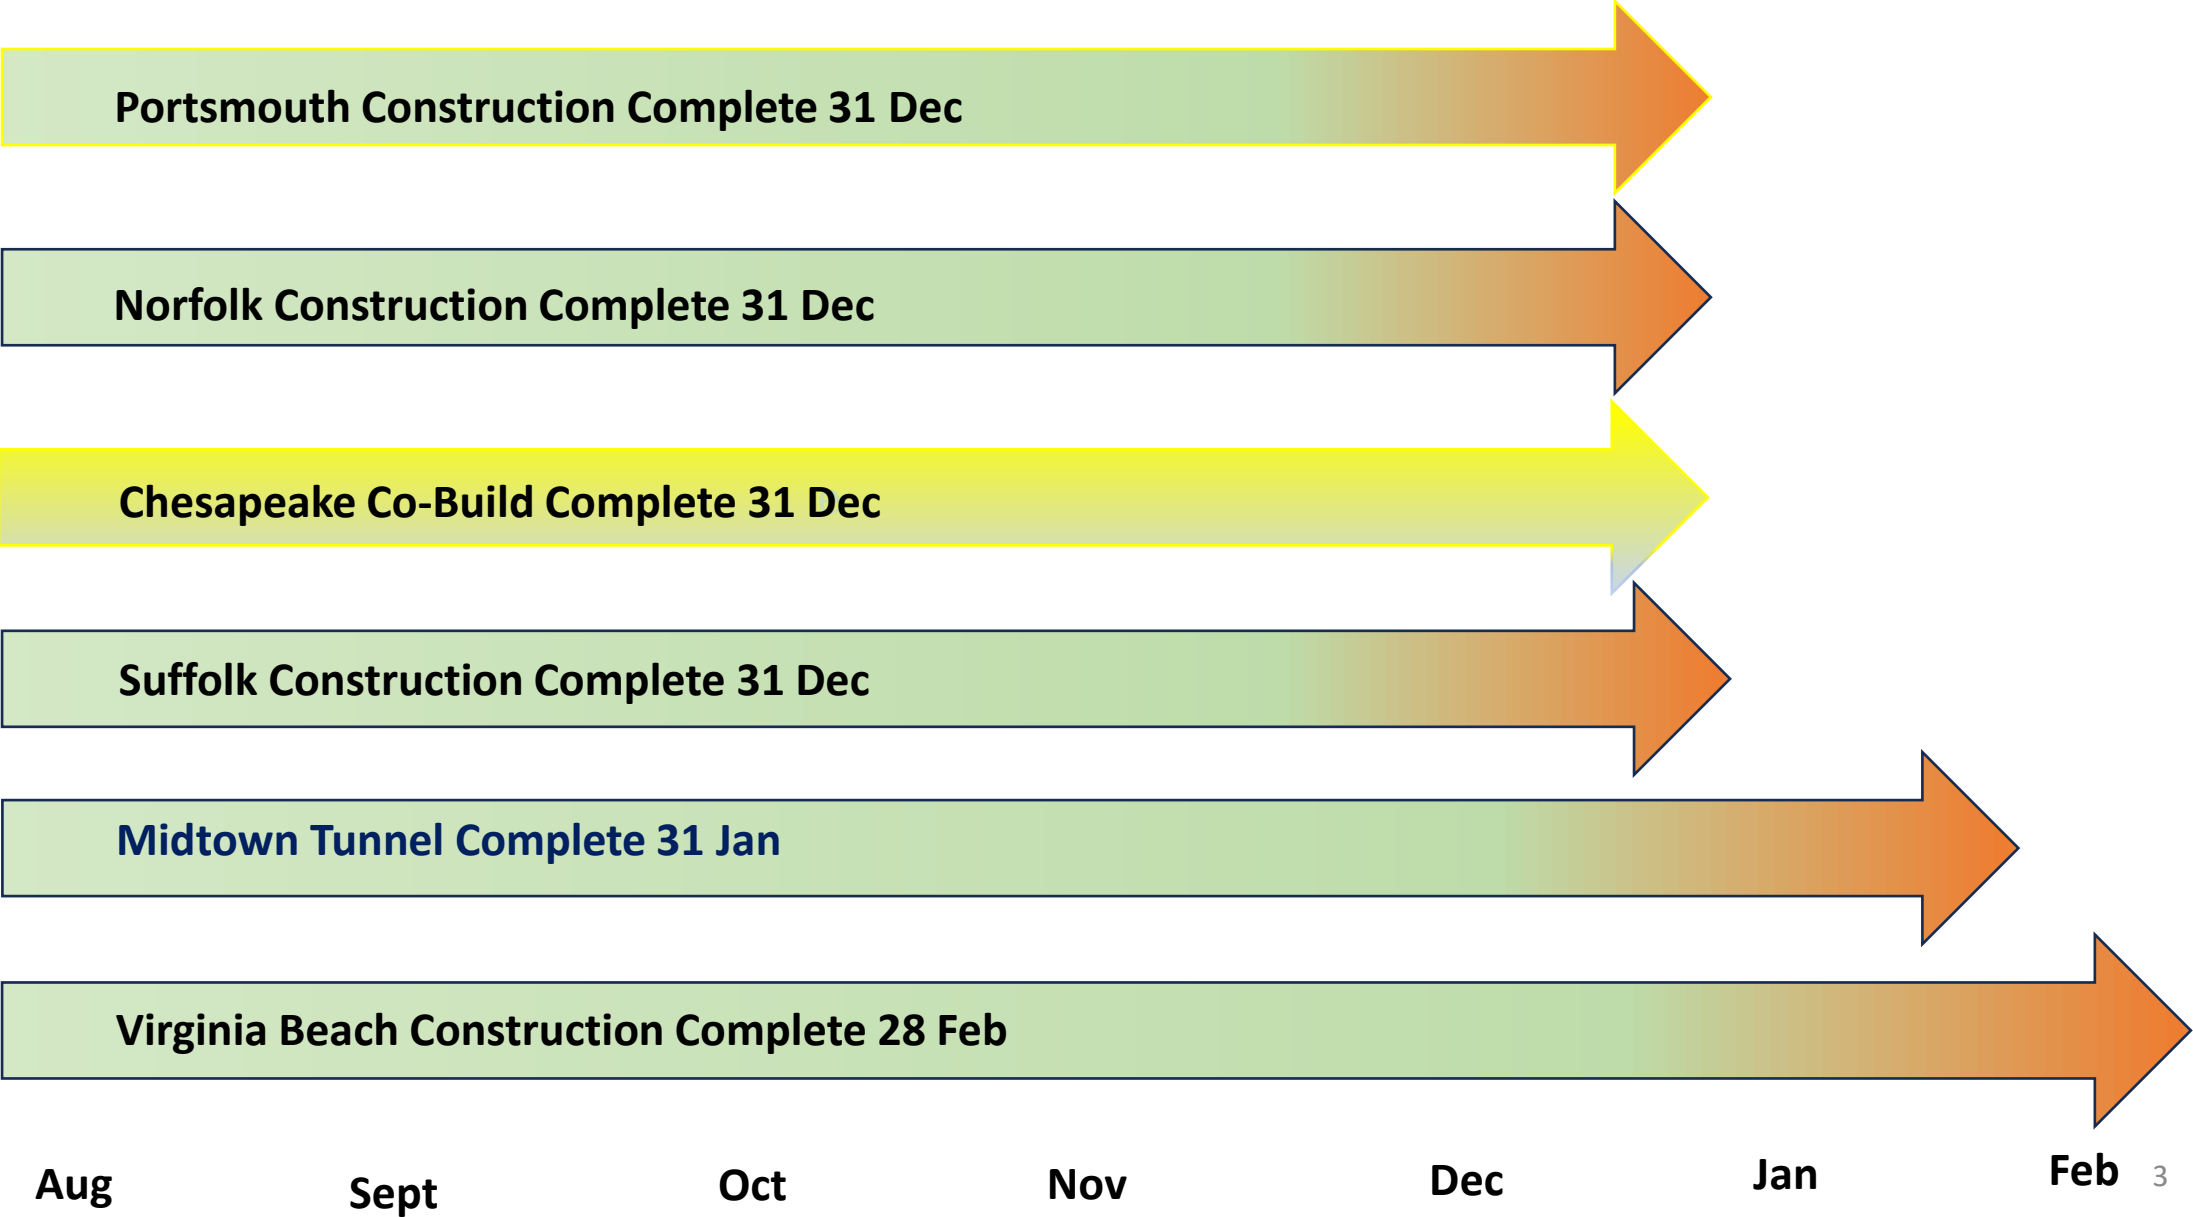 Portsmouth Construction Complete 31 Dec
Norfolk Construction Complete 31 Dec
Chesapeake Co-Build Complete 31 Dec
Suffolk Construction Complete 31 Dec
Midtown Tunnel Complete 31 Jan
Virginia Beach Construction Complete 28 Feb
Aug Sept Oct Nov Dec Jan Feb 3